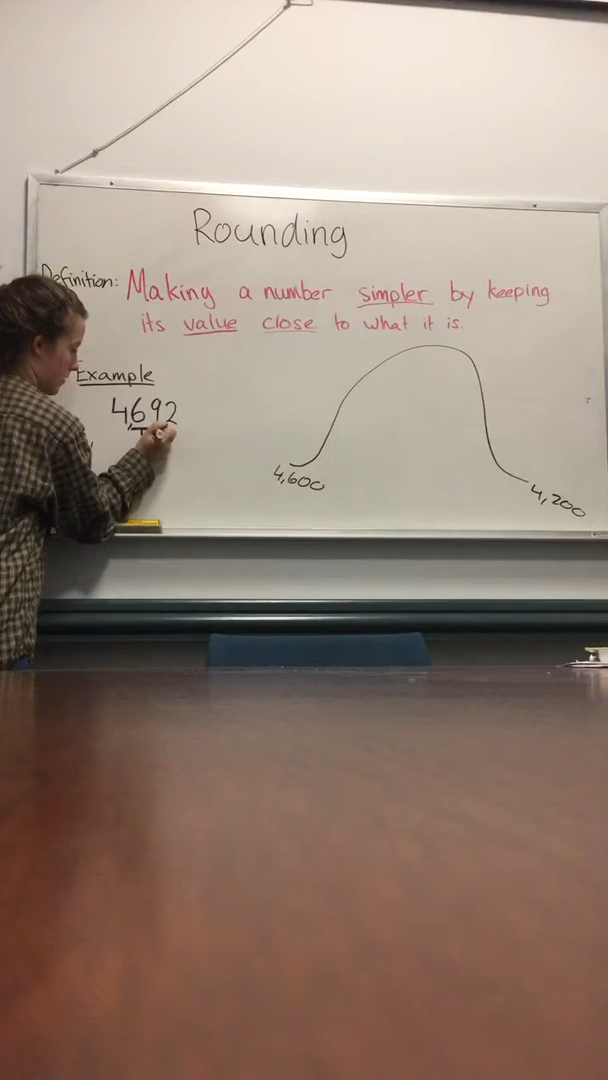 Rounding
Definition: Making a number simpler by keeping
its value close to what it is.
Example
4,692
4,600
4,200